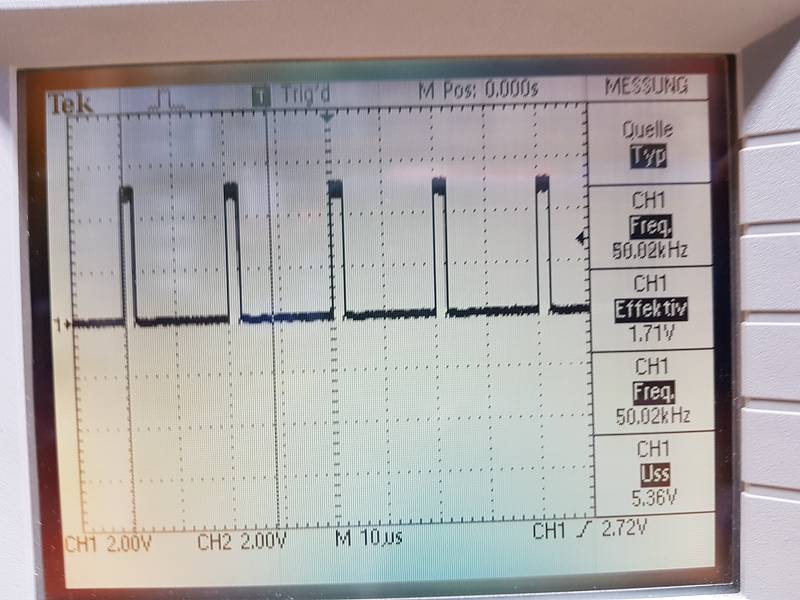 Tek
T Trig'd
M Pos: 0.000s
MESSUNG
Quelle
Typ
CH1
Freq.
50.02kHz
CH1
Effektiv
1.71V
CH1
Freq.
50.02kHz
CH1
Uss
5.36V
1
CH1 2.00V
CH2 2.00V
M 10µs
CH1 / 2.72V